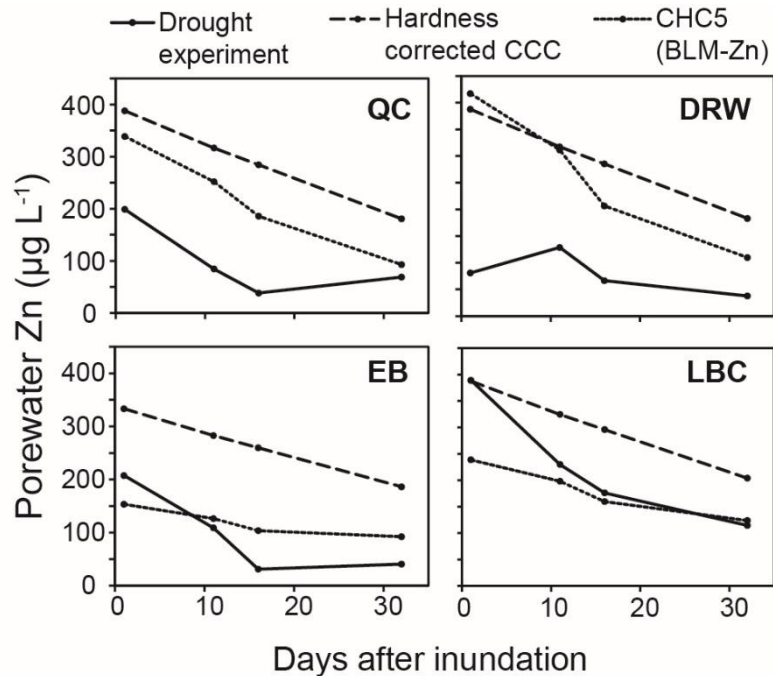 Drought experiment
Hardness corrected CCC
CHC5 (BLM-Zn)
Porewater Zn (µg L⁻¹)
QC
400
300
200
100
0
DRW
EB
400
300
200
100
0
LBC
0 10 20 30
0 10 20 30
Days after inundation